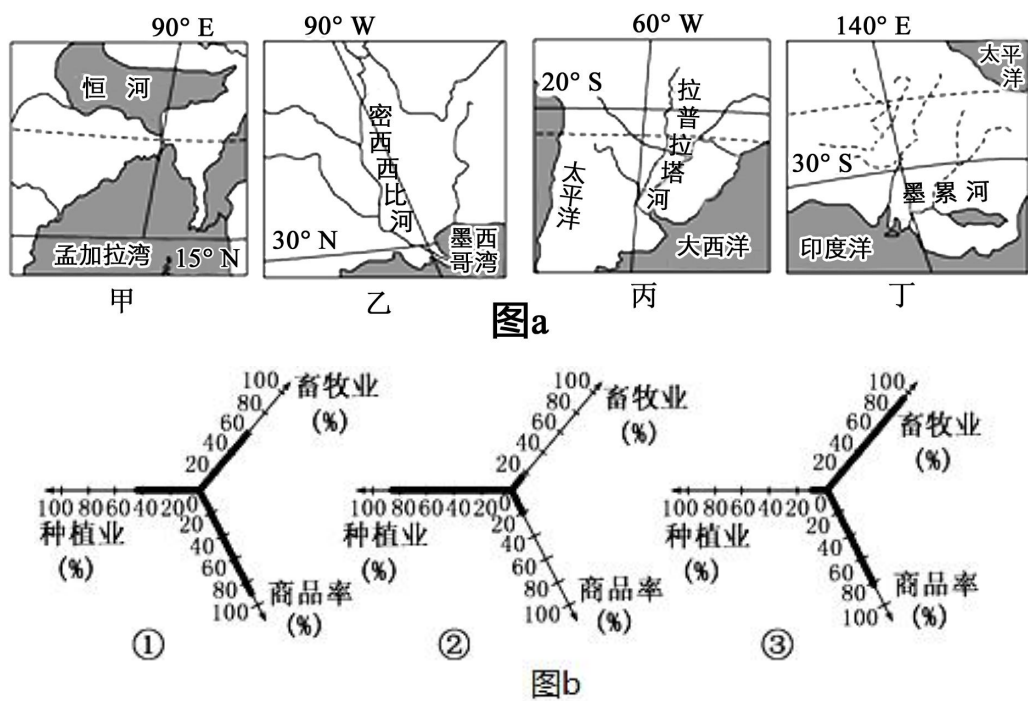 90° E
90° W
60° W
140° E
恒河
15° N
孟加拉湾
甲
密西西比河
30° N
墨西
哥湾
乙
20° S
拉普拉塔河
太平洋
大西洋
丙
太平
洋
30° S
墨累河
印度洋
丁
图a
100
80
60
40
20
畜牧业
(%)
100 80 60 40 20 0
种植业
(%)
20
40
60
80
100
商品率
(%)
①
100
80
60
40
20
畜牧业
(%)
100 80 60 40 20 0
种植业
(%)
20
40
60
80
100
商品率
(%)
②
100
80
60
40
20
畜牧业
(%)
100 80 60 40 20 0
种植业
(%)
20
40
60
80
100
商品率
(%)
③
图b